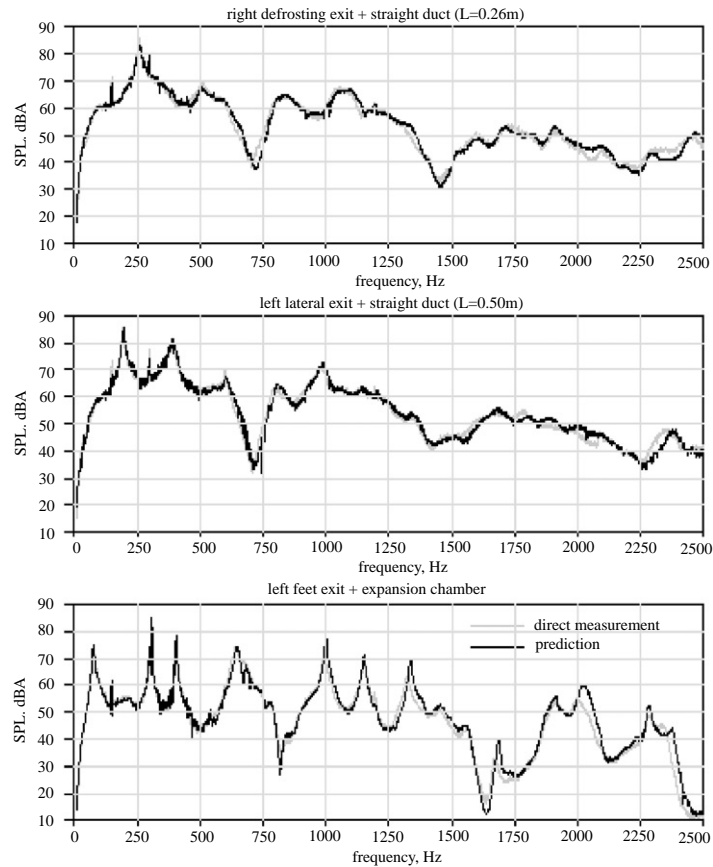 right defrosting exit + straight duct (L=0.26m)
90
80
70
60
50
40
30
20
10
SPL. dBA
0 250 500 750 1000 1250 1500 1750 2000 2250 2500
frequency, Hz
left lateral exit + straight duct (L=0.50m)
90
80
70
60
50
40
30
20
10
SPL. dBA
0 250 500 750 1000 1250 1500 1750 2000 2250 2500
frequency, Hz
left feet exit + expansion chamber
90
80
70
60
50
40
30
20
10
SPL. dBA
direct measurement
prediction
0 250 500 750 1000 1250 1500 1750 2000 2250 2500
frequency, Hz